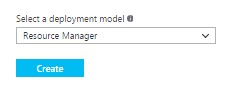 Select a deployment model
Resource Manager
Create